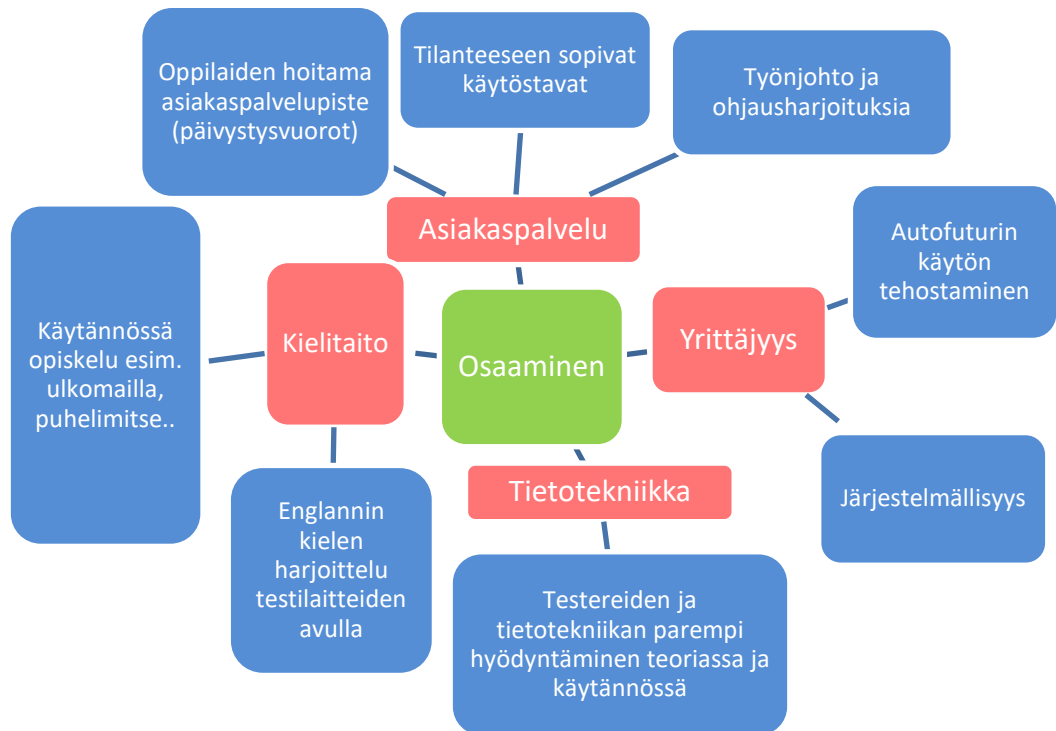 Oppilaiden hoitama
asiakaspalvelupiste
(päivystysvuorot)
Tilanteeseen sopivat
käytöstavat
Työnjohto ja
ohjausharjoituksia
Asiakaspalvelu
Autofuturin
käytön
tehostaminen
Käytännössä
opiskelu esim.
ulkomailla,
puhelimitse..
Kielitaito
Osaaminen
Yrittäjyys
Tietotekniikka
Järjestelmällisyys
Englannin
kielen
harjoittelu
testilaitteiden
avulla
Testereiden ja
tietotekniikan parempi
hyödyntäminen teoriassa ja
käytännössä